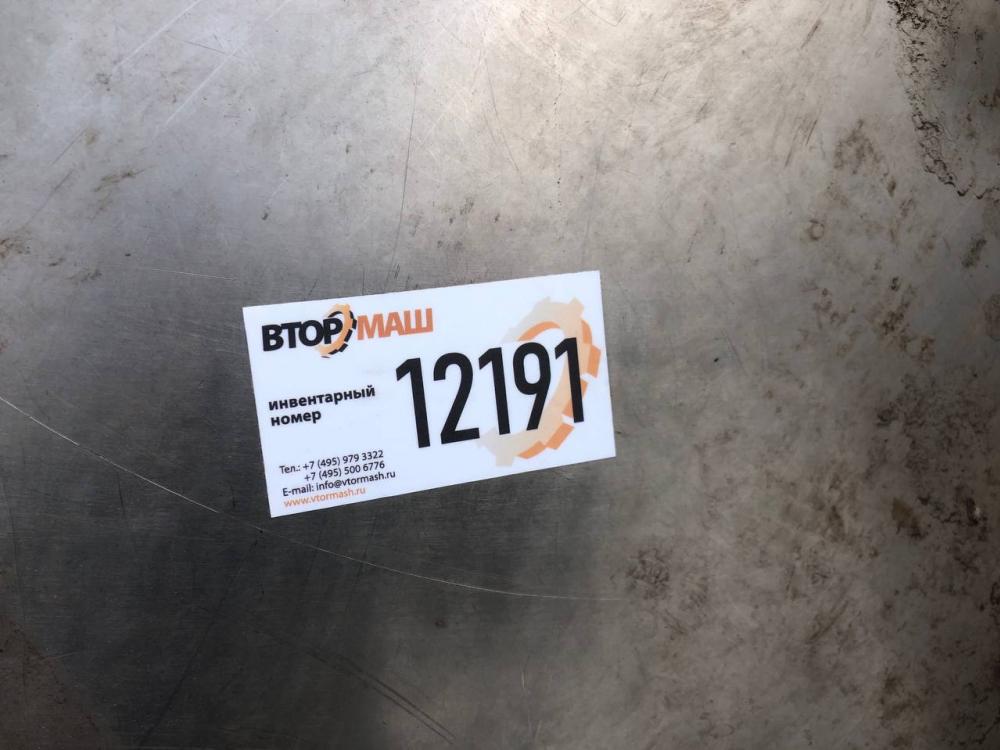 ВТОРМАШ
инвентарный
номер
12191
Тел.: +7 (495) 979 3322
+7 (495) 500 6776
E-mail: info@vtormash.ru
www.vtormash.ru